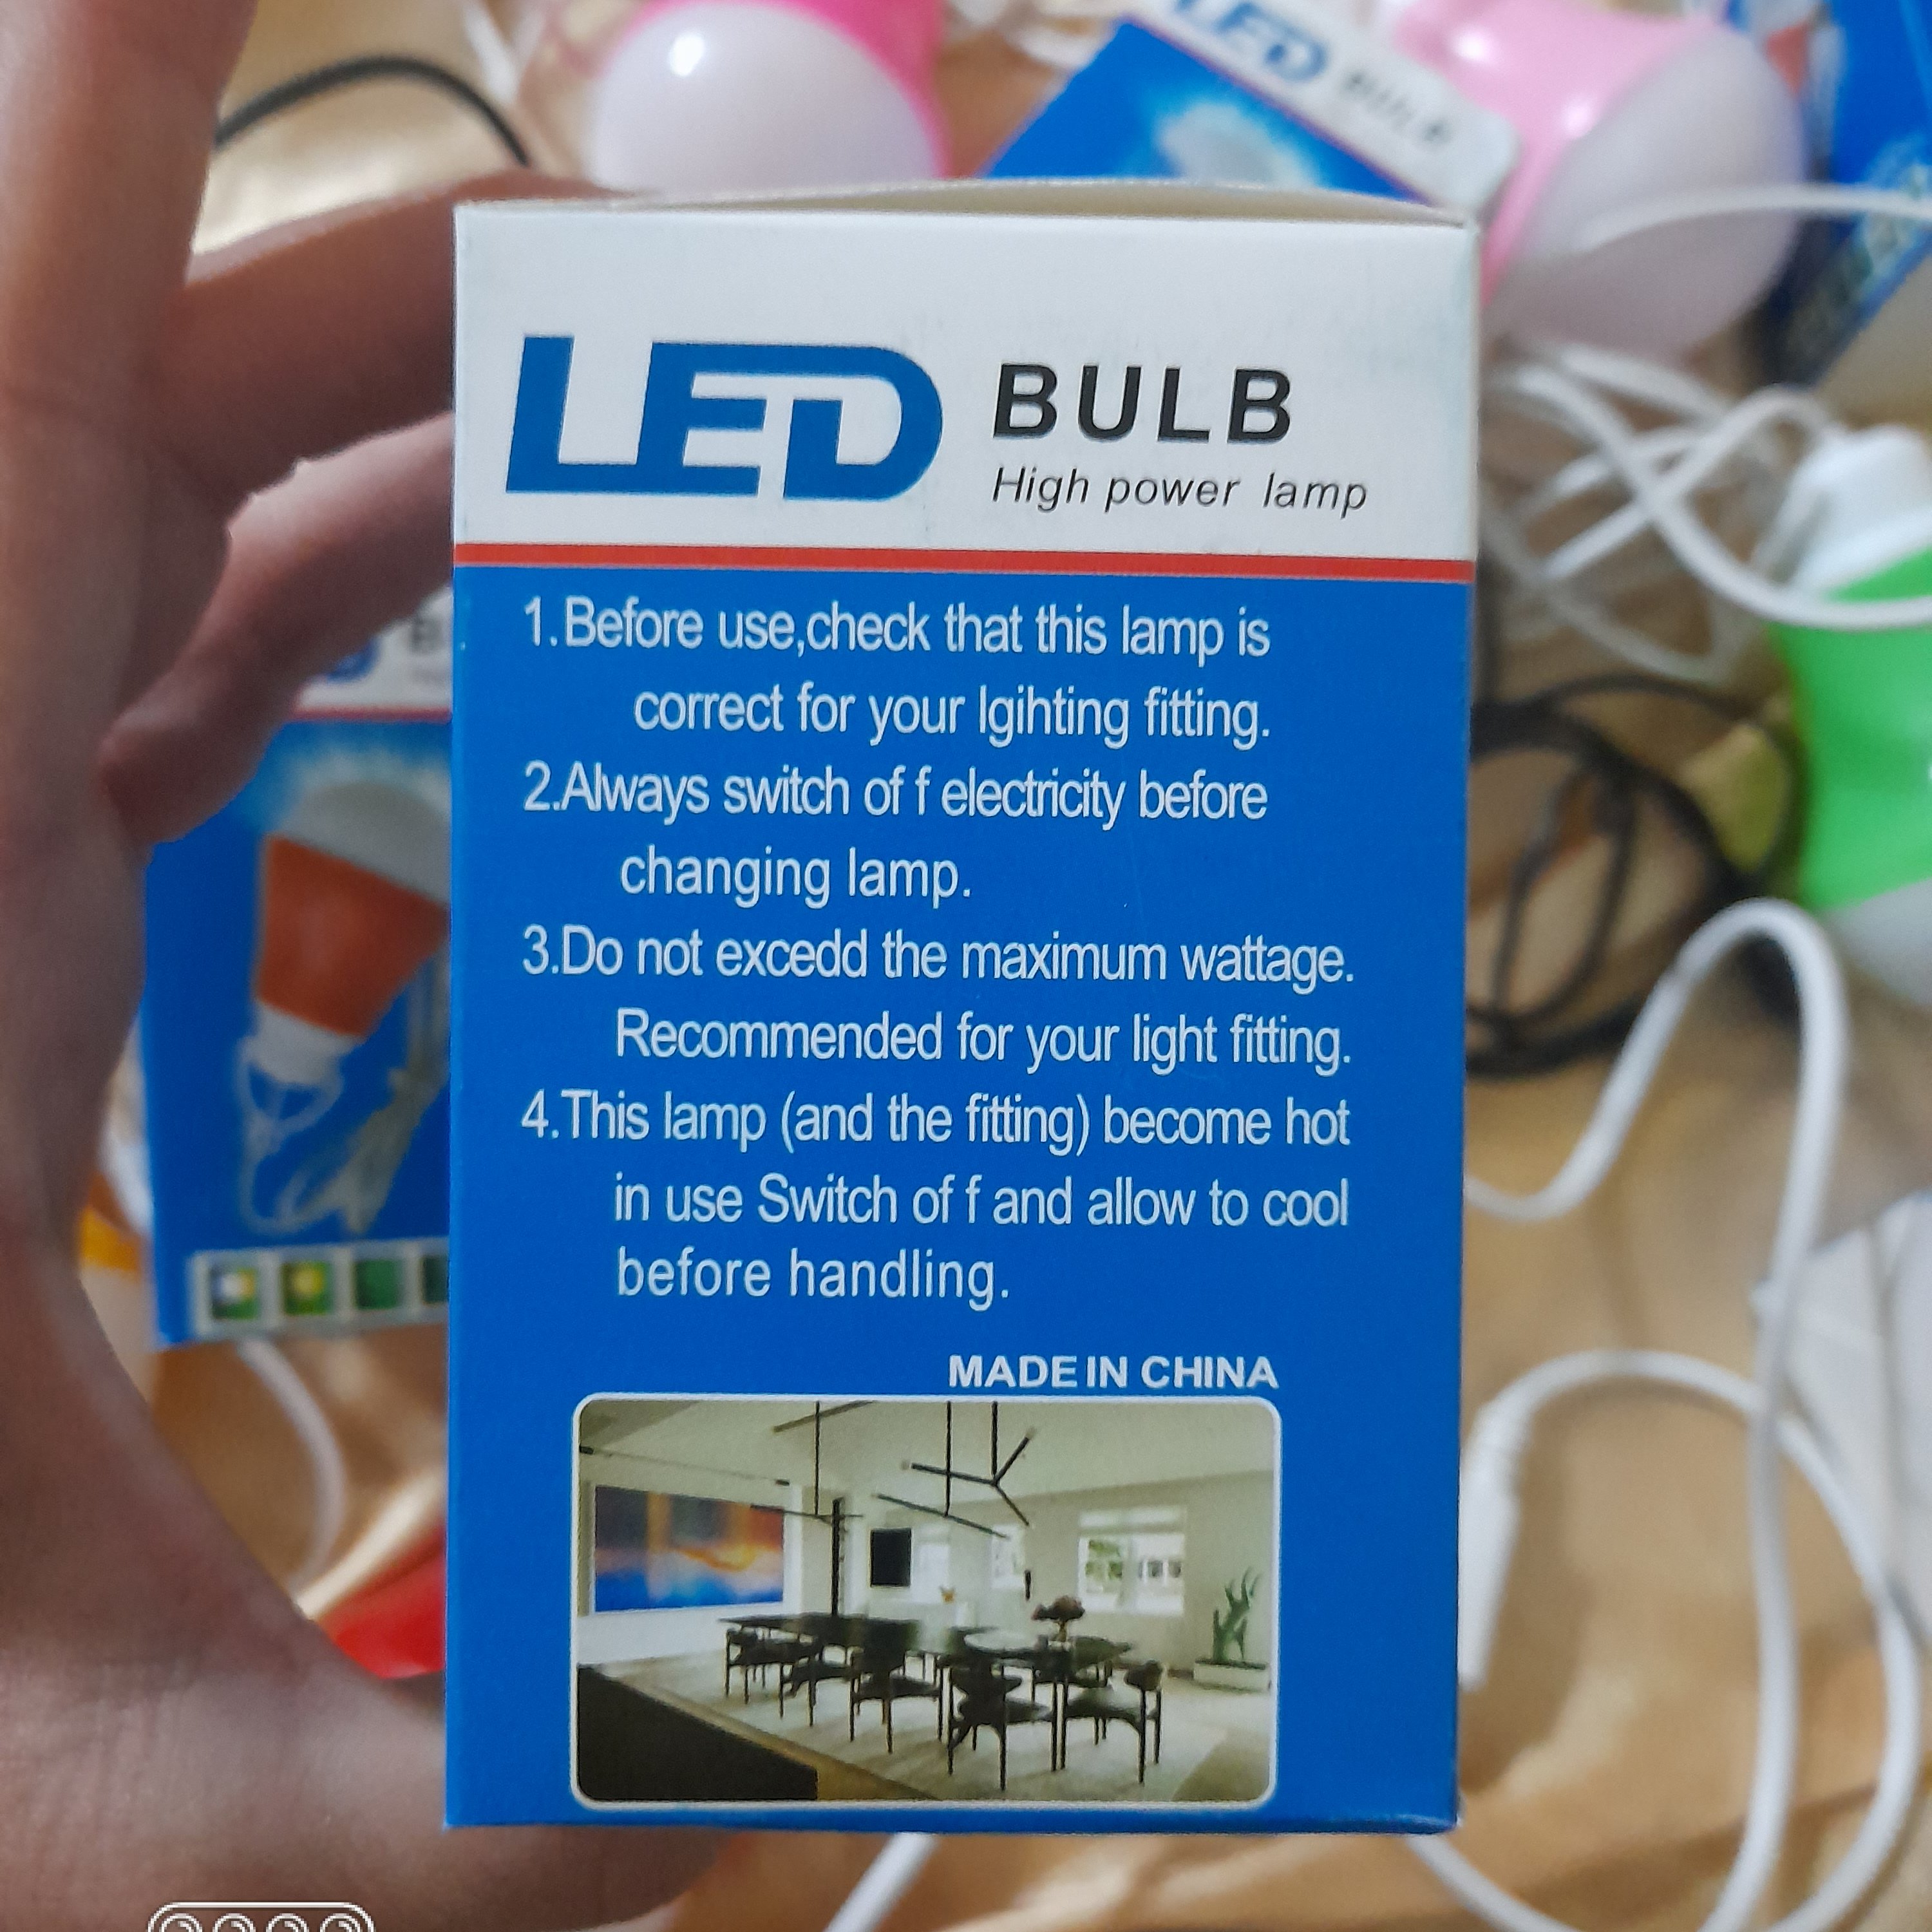 LED BULB
LED BULB
High power lamp
1.Before use,check that this lamp is
correct for your lgihting fitting.
2.Always switch of f electricity before
changing lamp.
3.Do not excedd the maximum wattage.
Recommended for your light fitting.
4.This lamp (and the fitting) become hot
in use Switch of f and allow to cool
before handling.
MADE IN CHINA